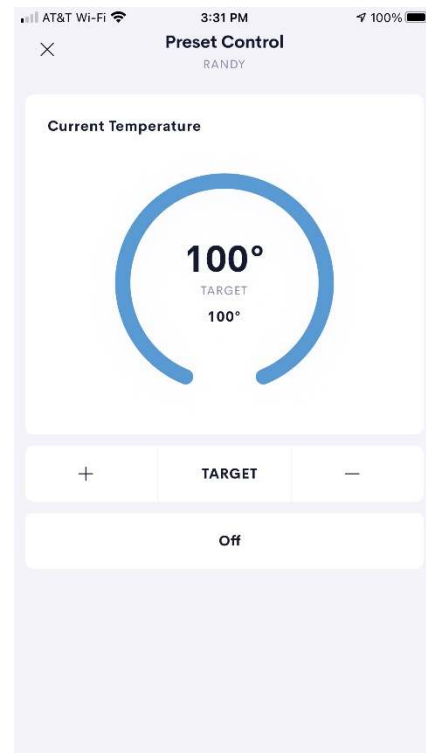 AT&T Wi-Fi 3:31 PM 100%
Preset Control
RANDY
Current Temperature
100°
TARGET
100°
+ TARGET —
Off